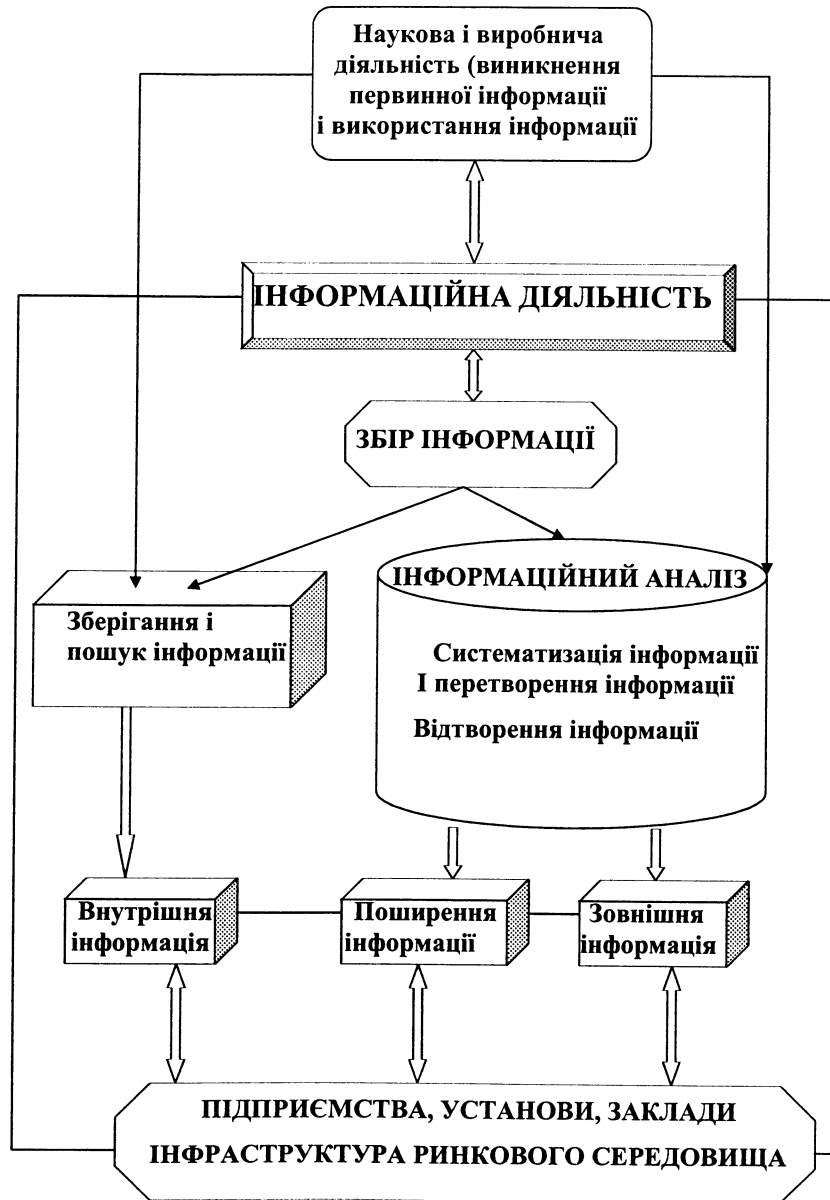 Наукова і виробнича
діяльність (виникнення
первинної інформації
і використання інформації
ІНФОРМАЦІЙНА ДІЯЛЬНІСТЬ
ЗБІР ІНФОРМАЦІЇ
Зберігання і
пошук інформації
ІНФОРМАЦІЙНИЙ АНАЛІЗ
Систематизація інформації
І перетворення інформації
Відтворення інформації
Внутрішня
інформація
Поширення
інформації
Зовнішня
інформація
ПІДПРИЄМСТВА, УСТАНОВИ, ЗАКЛАДИ
ІНФРАСТРУКТУРА РИНКОВОГО СЕРЕДОВИЩА